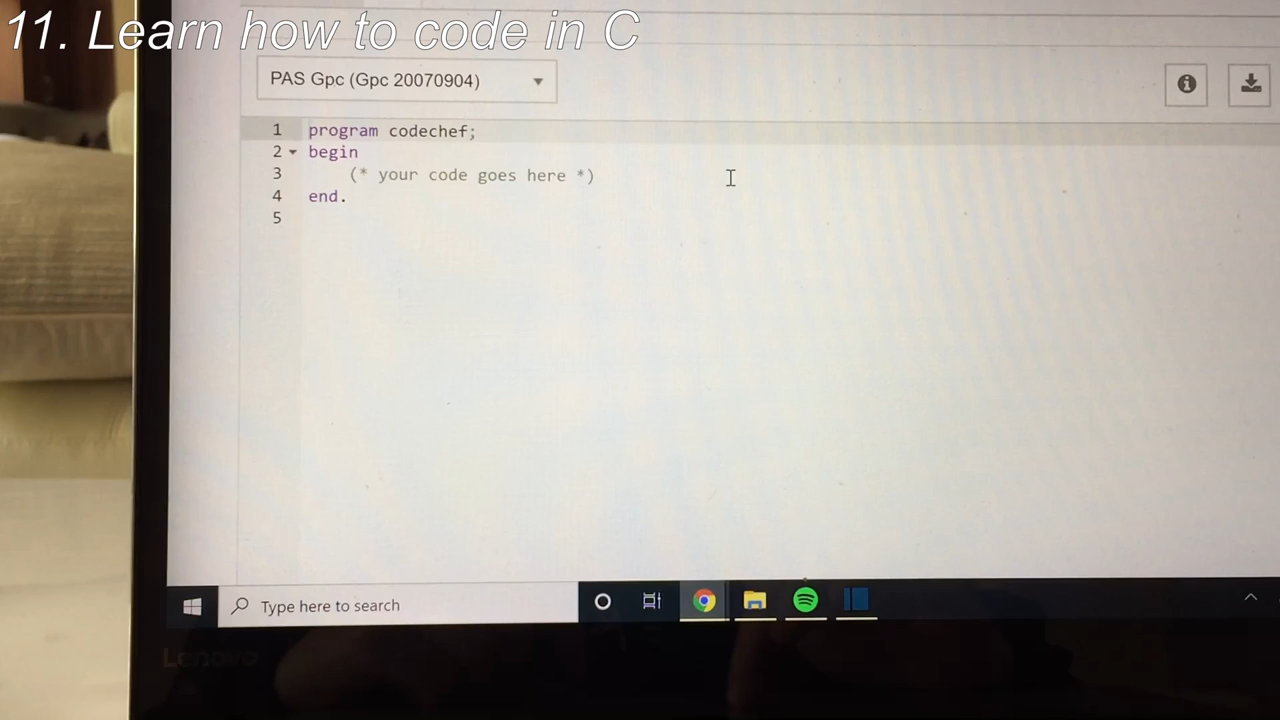 11. Learn how to code in C
PAS Gpc (Gpc 20070904)
1 program codechef;
2 begin
3 (* your code goes here *)
4 end.
5
Type here to search
Lenovo